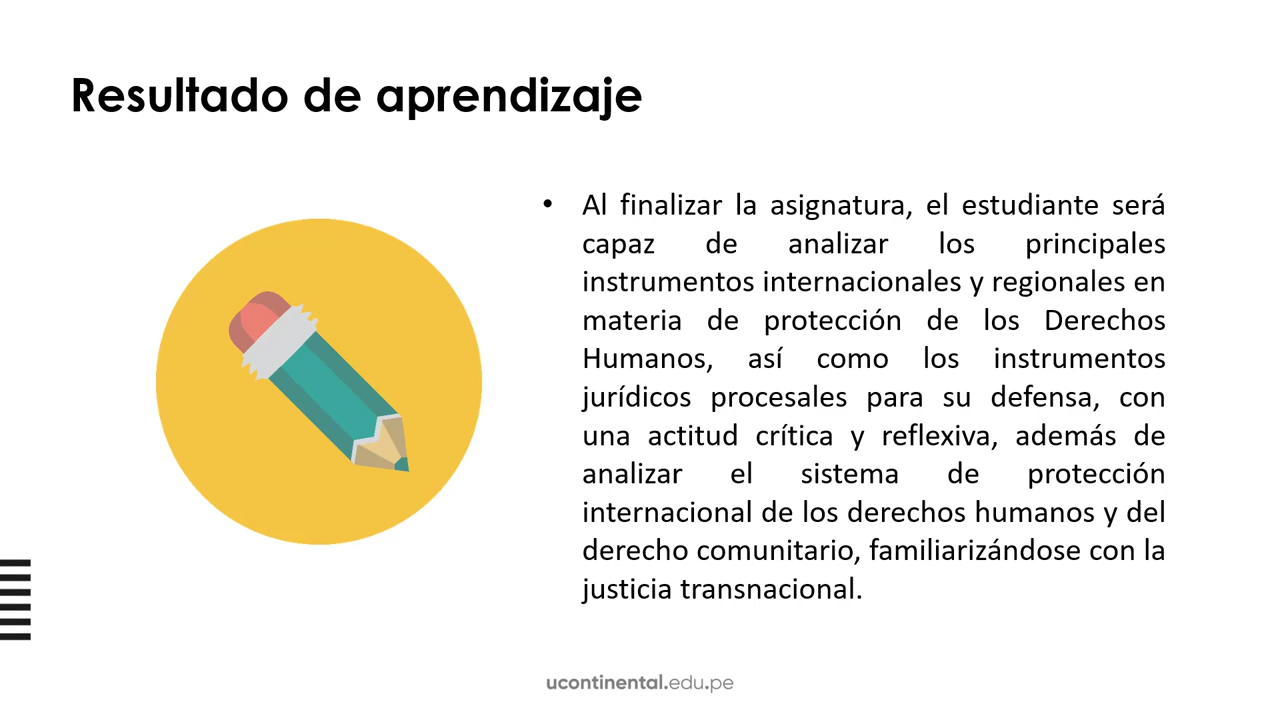 Resultado de aprendizaje
• Al finalizar la asignatura, el estudiante será
capaz de analizar los principales
instrumentos internacionales y regionales en
materia de protección de los Derechos
Humanos, así como los instrumentos
jurídicos procesales para su defensa, con
una actitud crítica y reflexiva, además de
analizar el sistema de protección
internacional de los derechos humanos y del
derecho comunitario, familiarizándose con la
justicia transnacional.
ucontinental.edu.pe